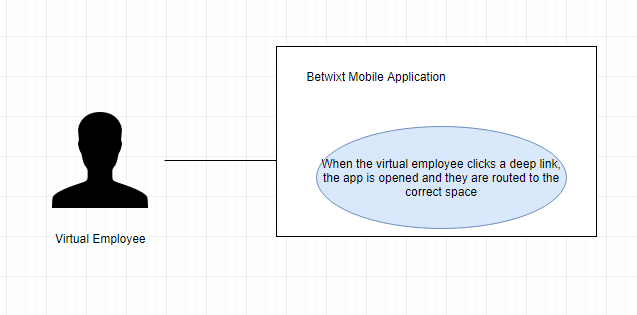 Betwixt Mobile Application
When the virtual employee clicks a deep link,
the app is opened and they are routed to the
correct space
Virtual Employee